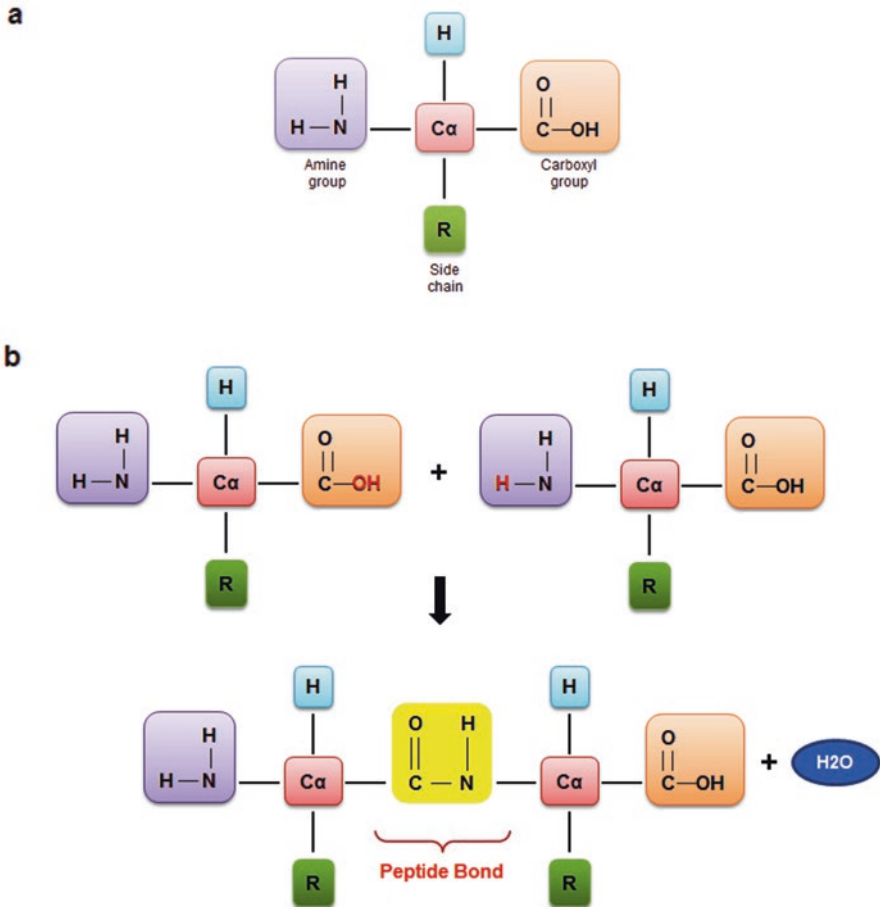 a
H
H
O
H
N
Cα
C
OH
Amine
group
Carboxyl
group
R
Side
chain
b
H
H
O
H
N
Cα
C
OH
R
+
H
H
H
N
Cα
O
C
OH
R
H
H
H
N
Cα
R
O
H
C
N
H
Cα
R
O
C
OH
+
H2O
Peptide Bond